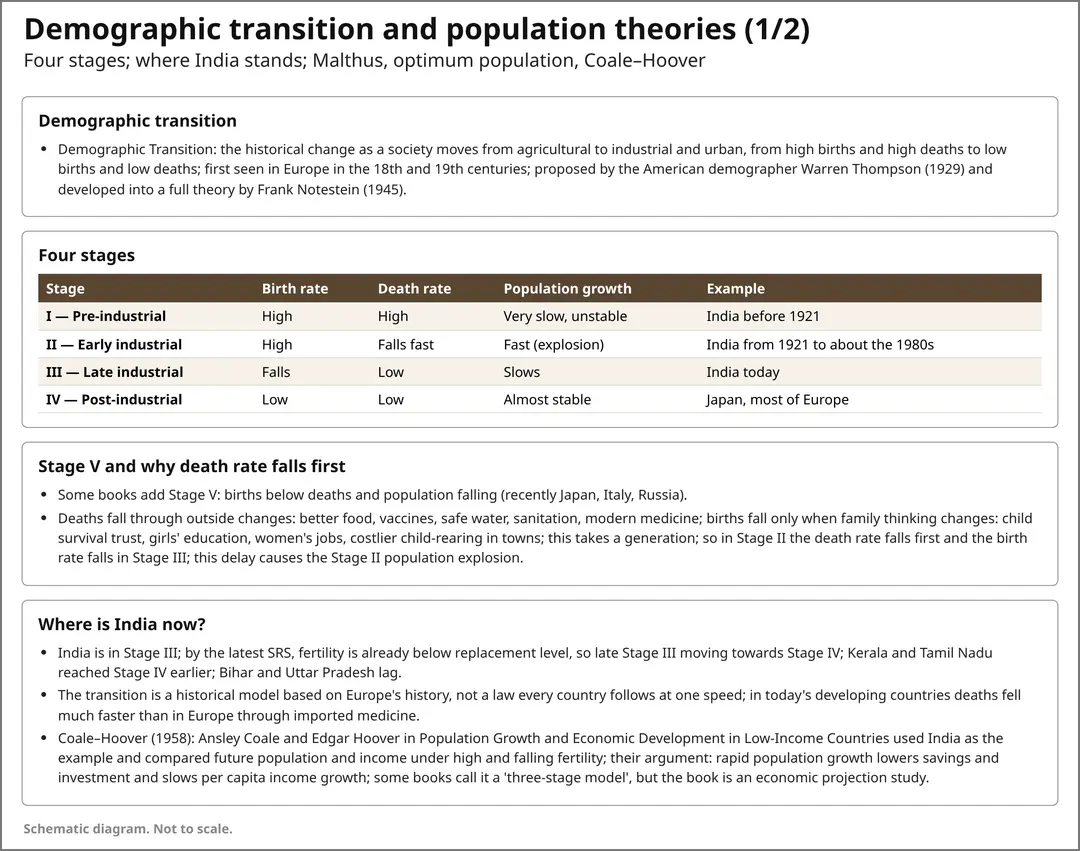 Demographic transition and population theories (1/2)
Four stages; where India stands; Malthus, optimum population, Coale–Hoover
Demographic transition
• Demographic Transition: the historical change as a society moves from agricultural to industrial and urban, from high births and high deaths to low
births and low deaths; first seen in Europe in the 18th and 19th centuries; proposed by the American demographer Warren Thompson (1929) and
developed into a full theory by Frank Notestein (1945).
Four stages
Stage Birth rate Death rate Population growth Example
I — Pre-industrial High High Very slow, unstable India before 1921
II — Early industrial High Falls fast Fast (explosion) India from 1921 to about the 1980s
III — Late industrial Falls Low Slows India today
IV — Post-industrial Low Low Almost stable Japan, most of Europe
Stage V and why death rate falls first
• Some books add Stage V: births below deaths and population falling (recently Japan, Italy, Russia).
• Deaths fall through outside changes: better food, vaccines, safe water, sanitation, modern medicine; births fall only when family thinking changes: child
survival trust, girls' education, women's jobs, costlier child-rearing in towns; this takes a generation; so in Stage II the death rate falls first and the birth
rate falls in Stage III; this delay causes the Stage II population explosion.
Where is India now?
• India is in Stage III; by the latest SRS, fertility is already below replacement level, so late Stage III moving towards Stage IV; Kerala and Tamil Nadu
reached Stage IV earlier; Bihar and Uttar Pradesh lag.
• The transition is a historical model based on Europe's history, not a law every country follows at one speed; in today's developing countries deaths fell
much faster than in Europe through imported medicine.
• Coale–Hoover (1958): Ansley Coale and Edgar Hoover in Population Growth and Economic Development in Low-Income Countries used India as the
example and compared future population and income under high and falling fertility; their argument: rapid population growth lowers savings and
investment and slows per capita income growth; some books call it a 'three-stage model', but the book is an economic projection study.
Schematic diagram. Not to scale.